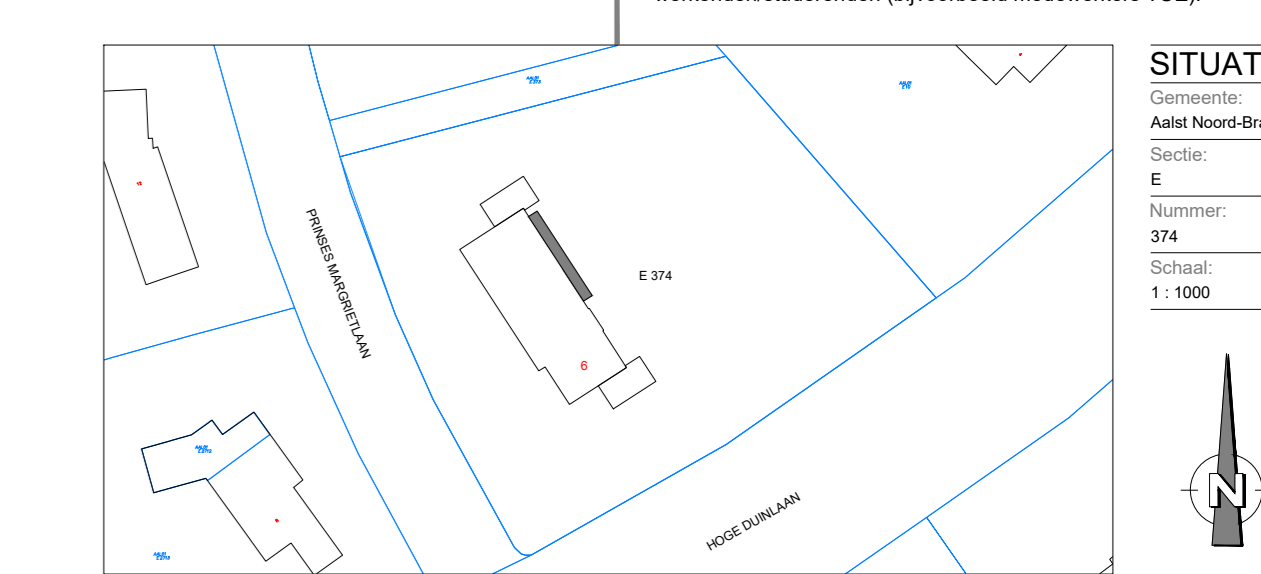 SITUAT
Gemeente:
Aalst Noord-Bra
Sectie:
E
Nummer:
374
Schaal:
1 : 1000
PRINSES MARGRIETLAAN
E 374
6
HOGE DUINLAAN
N